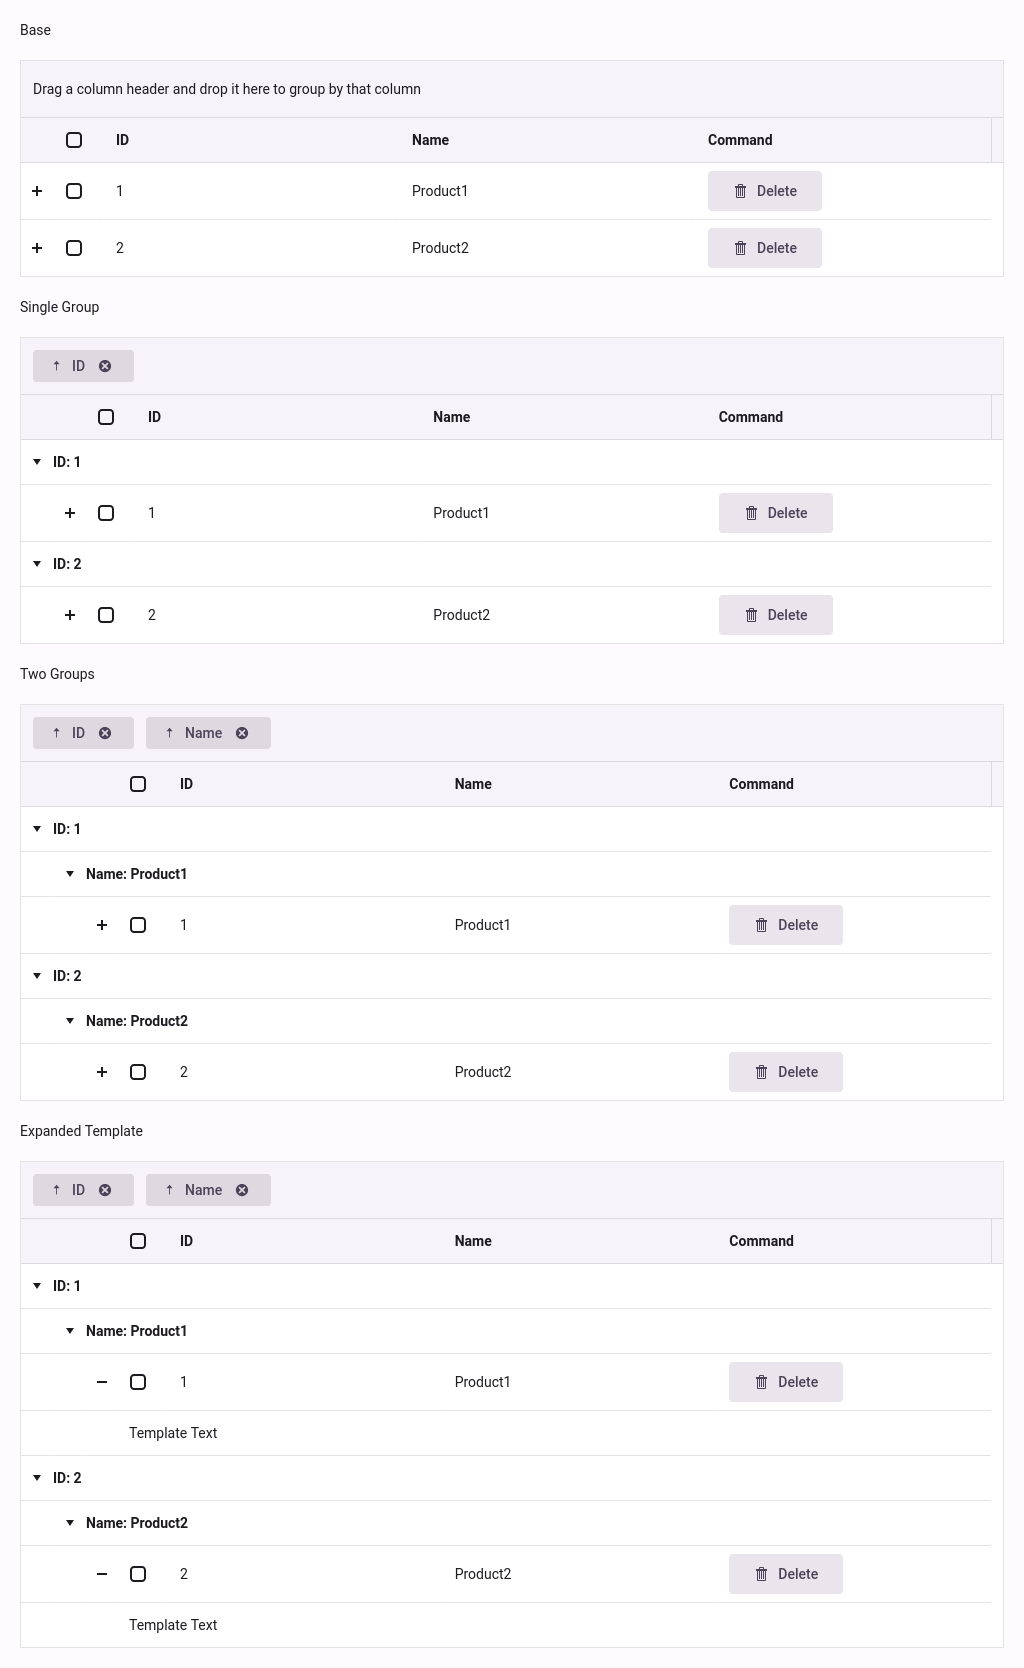 Base
Drag a column header and drop it here to group by that column
ID Name Command
1 Product1 Delete
2 Product2 Delete
Single Group
ID
ID Name Command
ID: 1
1 Product1 Delete
ID: 2
2 Product2 Delete
Two Groups
ID Name
ID Name Command
ID: 1
Name: Product1
1 Product1 Delete
ID: 2
Name: Product2
2 Product2 Delete
Expanded Template
ID Name
ID Name Command
ID: 1
Name: Product1
1 Product1 Delete
Template Text
ID: 2
Name: Product2
2 Product2 Delete
Template Text